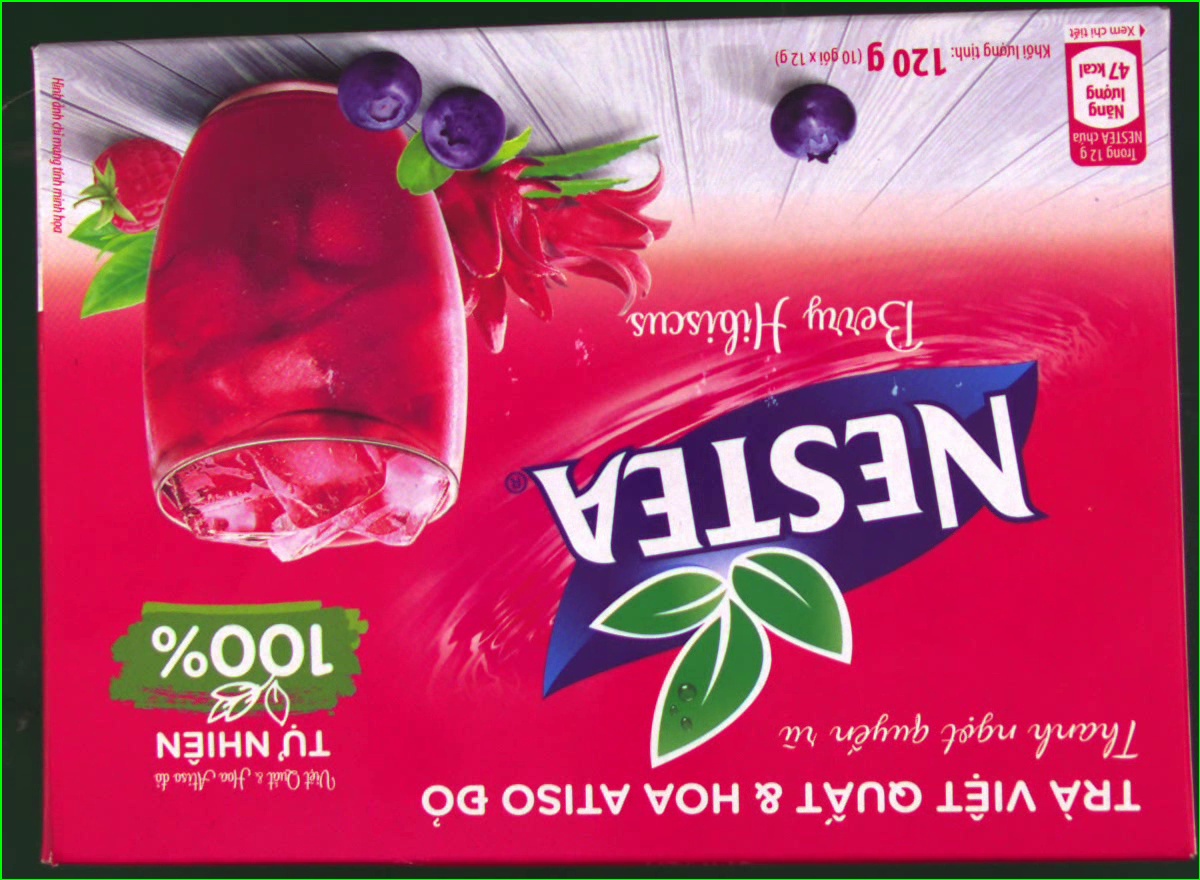 TRÀ VIỆT QUẤT & HOA ATISO ĐỎ
Thanh ngọt quyến rũ
NESTEA®
Berry Hibiscus
Việt Quất & Hoa Atiso đỏ
TỰ NHIÊN
100%
Trong 12 g
NESTEA chứa
Năng
lượng
47 kcal
Xem chi tiết
Khối lượng tịnh: 120 g (10 gói x 12 g)
Hình ảnh chỉ mang tính minh họa